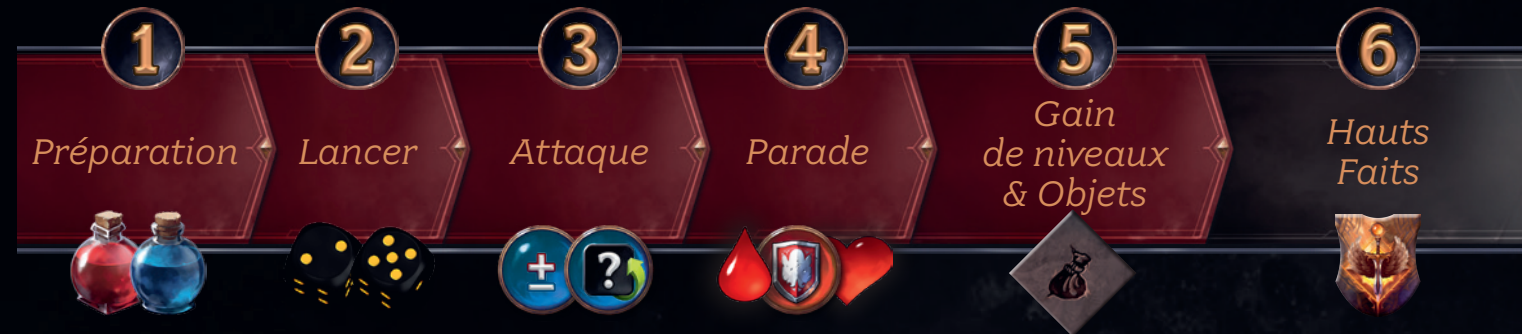 1
2
3
4
5
6
Préparation
Lancer
Attaque
Parade
Gain
de niveaux
& Objets
Hauts
Faits
±
?